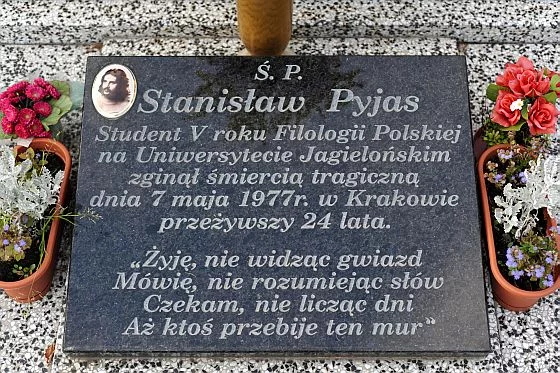 Ś. P.
Stanisław Pyjas
Student V roku Filologii Polskiej
na Uniwersytecie Jagielońskim
zginął śmiercią tragiczną
dnia 7 maja 1977r. w Krakowie
przeżywszy 24 lata.
„Żyję, nie widząc gwiazd
Mówię, nie rozumiejąc słów
Czekam, nie licząc dni
Aż ktoś przebije ten mur“